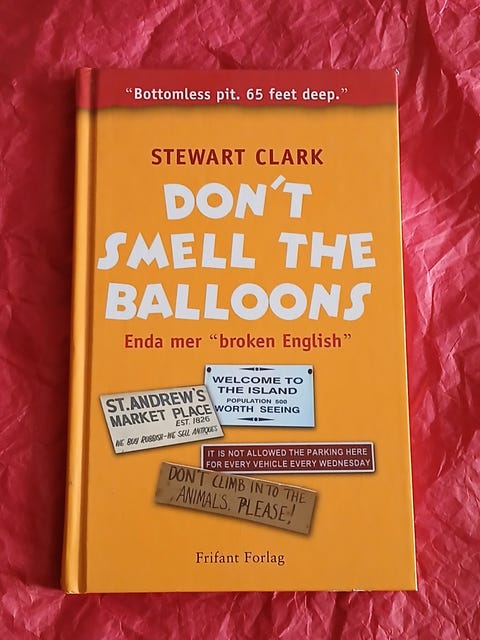 “Bottomless pit. 65 feet deep.”
STEWART CLARK
DON'T
SMELL THE
BALLOONS
Enda mer “broken English”
WELCOME TO
THE ISLAND
POPULATION 500
WORTH SEEING
ST.ANDREW'S
MARKET PLACE
EST. 1826
WE BUY RUBBISH-WE SELL ANTIQUES
IT IS NOT ALLOWED THE PARKING HERE
FOR EVERY VEHICLE EVERY WEDNESDAY
DON'T CLIMB IN TO THE
ANIMALS, PLEASE!
Frifant Forlag